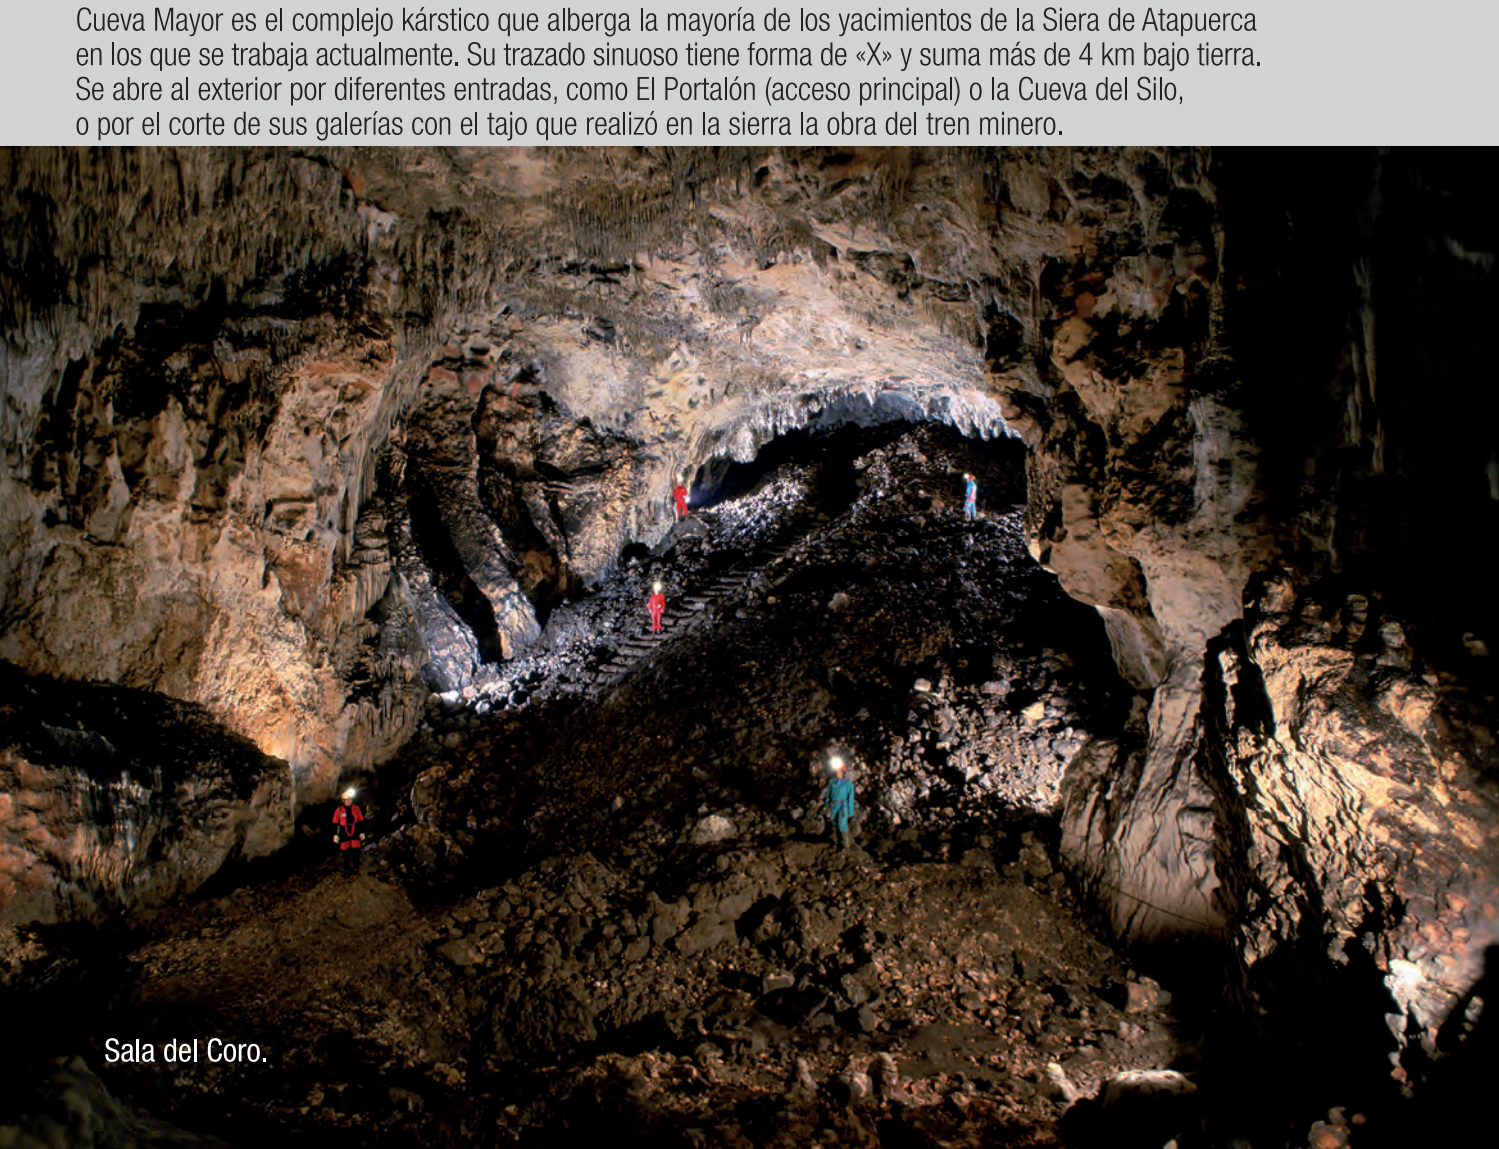 Cueva Mayor es el complejo kárstico que alberga la mayoría de los yacimientos de la Siera de Atapuerca
en los que se trabaja actualmente. Su trazado sinuoso tiene forma de «X» y suma más de 4 km bajo tierra.
Se abre al exterior por diferentes entradas, como El Portalón (acceso principal) o la Cueva del Silo,
o por el corte de sus galerías con el tajo que realizó en la sierra la obra del tren minero.
Sala del Coro.